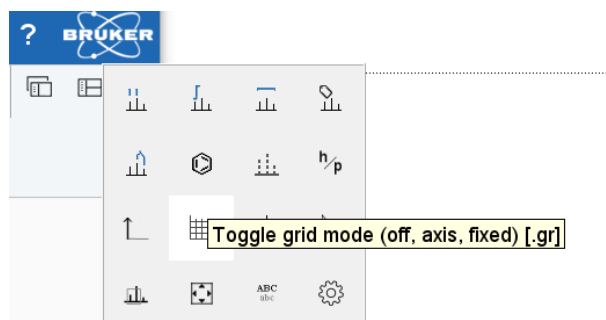 ?
BRUKER
h/p
Toggle grid mode (off, axis, fixed) [.gr]
ABC
abc